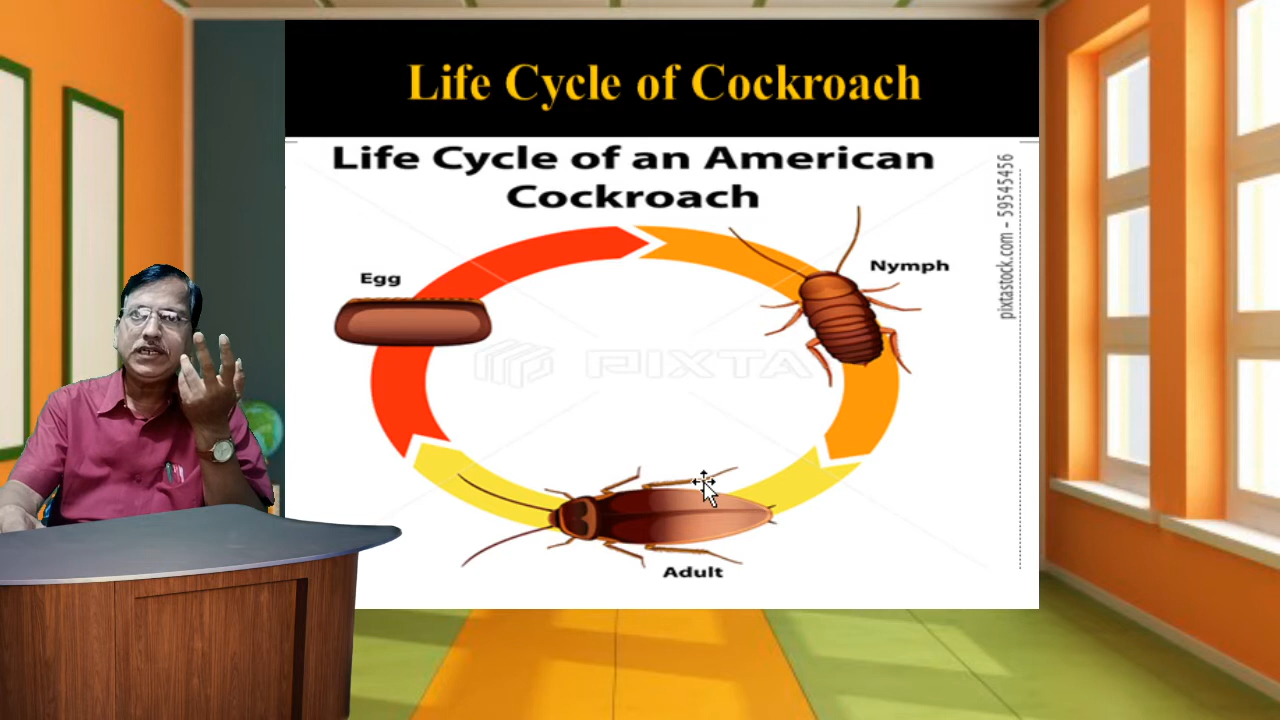 Life Cycle of Cockroach
Life Cycle of an American
Cockroach
pixtastock.com - 59545456
Egg
Nymph
PIXTA
Adult